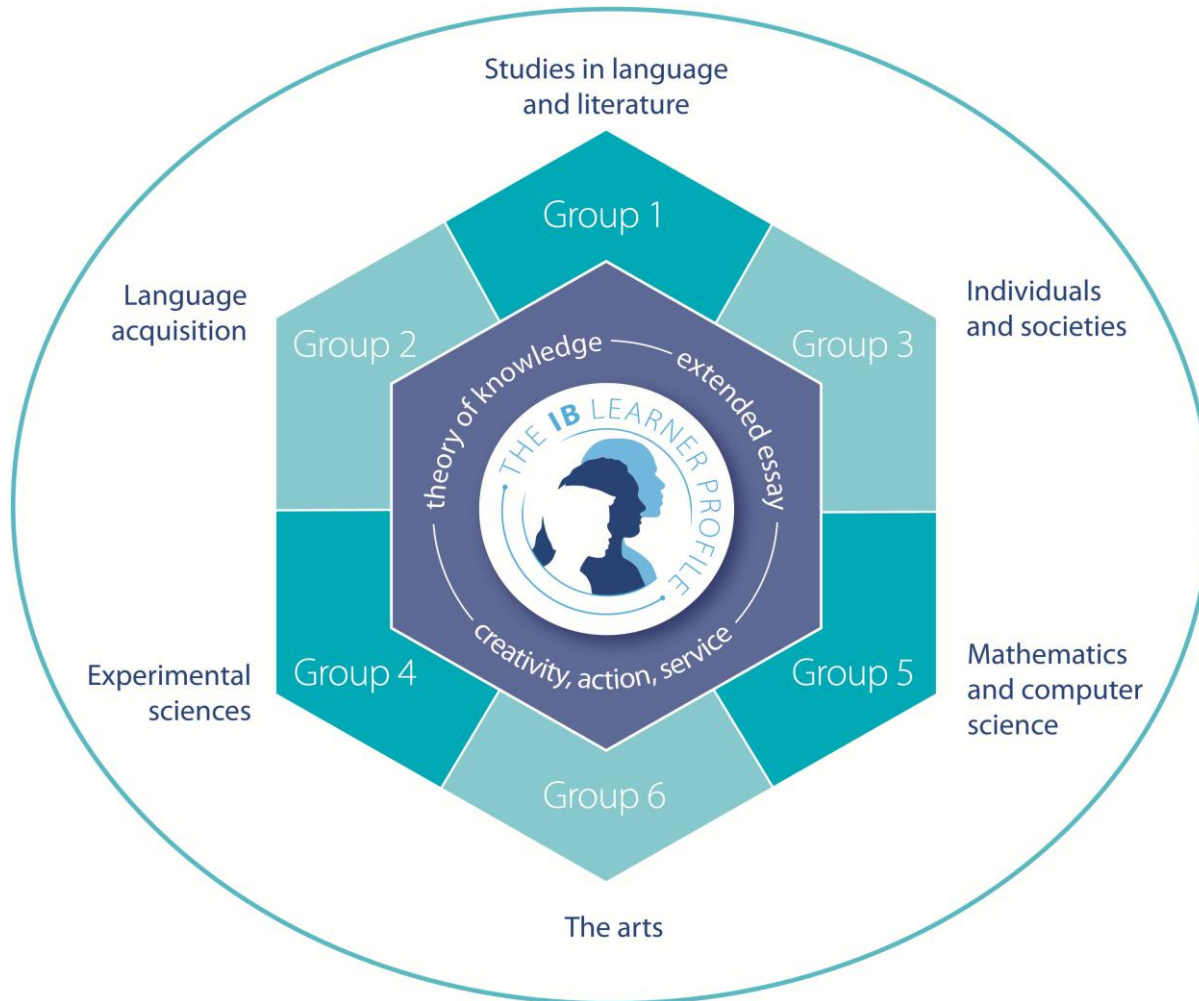 Studies in language
and literature
Group 1
Language
acquisition
Group 2
Individuals
and societies
Group 3
theory of knowledge
extended essay
THE IB LEARNER PROFILE
creativity, action, service
Experimental
sciences
Group 4
Mathematics
and computer
science
Group 5
Group 6
The arts